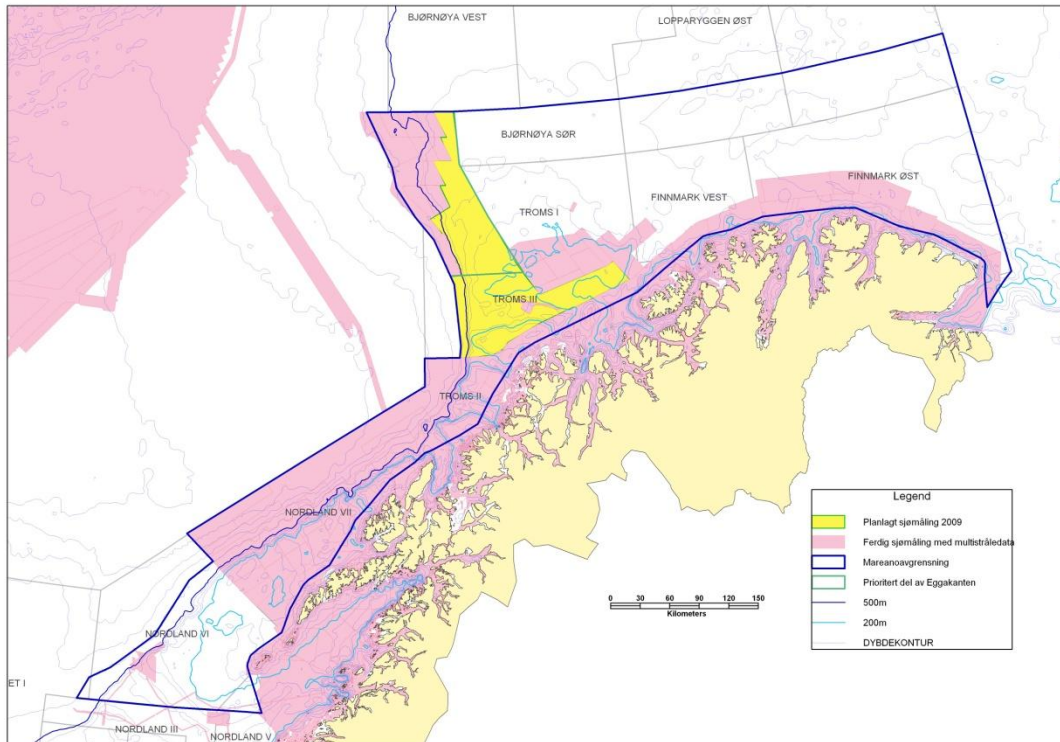 BJØRNØYA VEST
LOPPARYGGEN ØST
BJØRNØYA SØR
FINNMARK ØST
FINNMARK VEST
TROMS I
TROMS III
TROMS II
NORDLAND VII
NORDLAND VI
ET I
NORDLAND III
NORDLAND V
0 30 60 90 120 150
Kilometers
Legend
Planlagt sjømåling 2009
Ferdig sjømåling med multistråledata
Mareanoavgrensning
Prioritert del av Eggakanten
500m
200m
DYBDEKONTUR